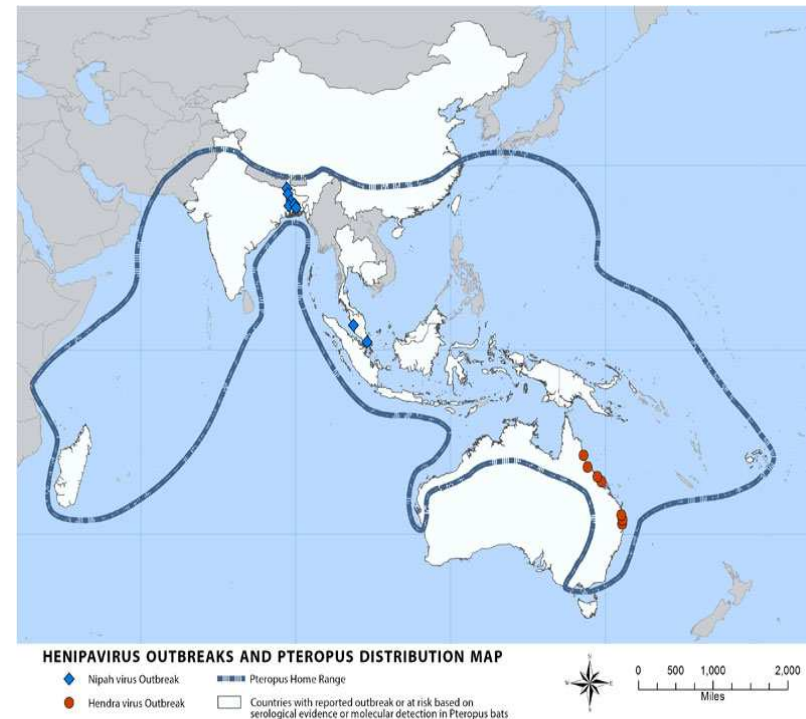 HENIPAVIRUS OUTBREAKS AND PTEROPUS DISTRIBUTION MAP
Nipah virus Outbreak
Pteropus Home Range
Hendra virus Outbreak
Countries with reported outbreak or at risk based on
serological evidence or molecular detection in Pteropus bats
N
0 500 1,000 2,000
Miles